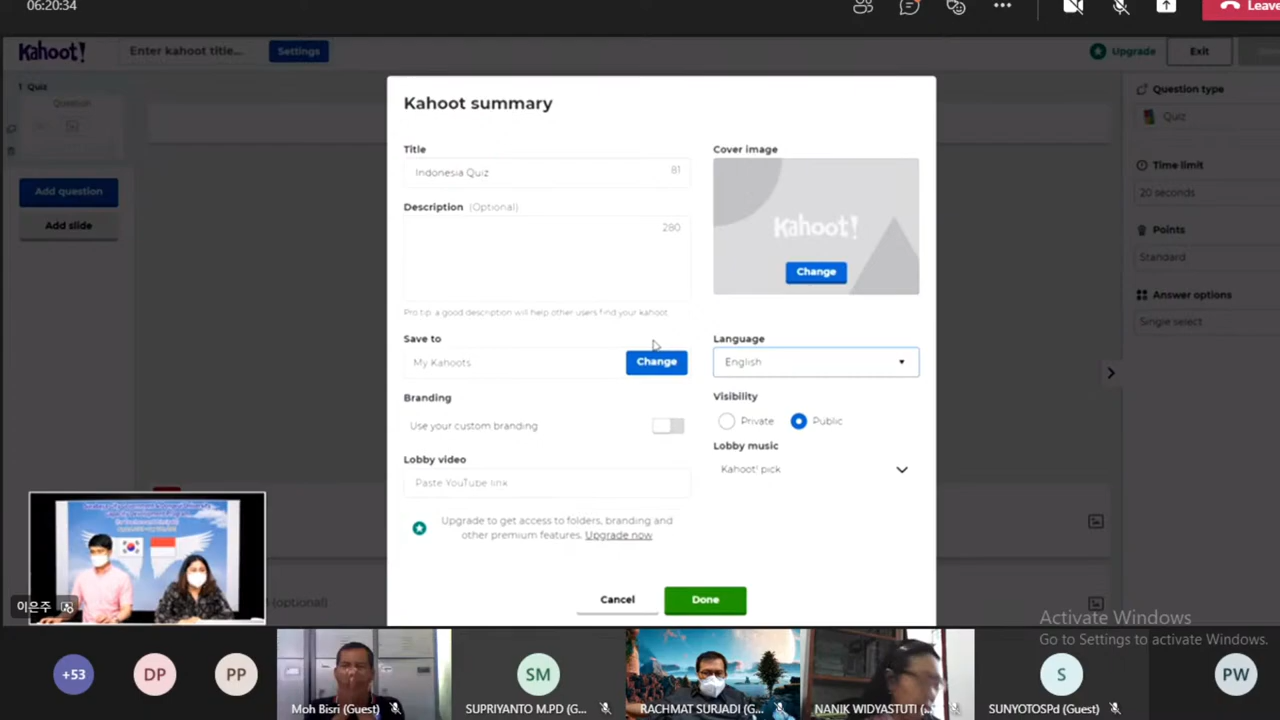 06:20:34
Leave
Kahoot!
Enter kahoot title...
Settings
Upgrade
Exit
1 Quiz
Question
Add question
Add slide
Kahoot summary
Title
Indonesia Quiz
81
Description (Optional)
280
Pro tip: a good description will help other users find your kahoot.
Save to
My Kahoots
Change
Branding
Use your custom branding
Lobby video
Paste YouTube link
Upgrade to get access to folders, branding and
other premium features. Upgrade now
Cover image
Kahoot!
Change
Language
English
Visibility
Private
Public
Lobby music
Kahoot! pick
Cancel
Done
Question type
Quiz
Time limit
20 seconds
Points
Standard
Answer options
Single select
(optional)
이은주
Activate Windows
Go to Settings to activate Windows.
+53
DP
PP
Moh Bisri (Guest)
SM
SUPRIYANTO M.PD (G...
RACHMAT SURJADI (G...
NANIK WIDYASTUTI (...
S
SUNYOTOSPd (Guest)
PW